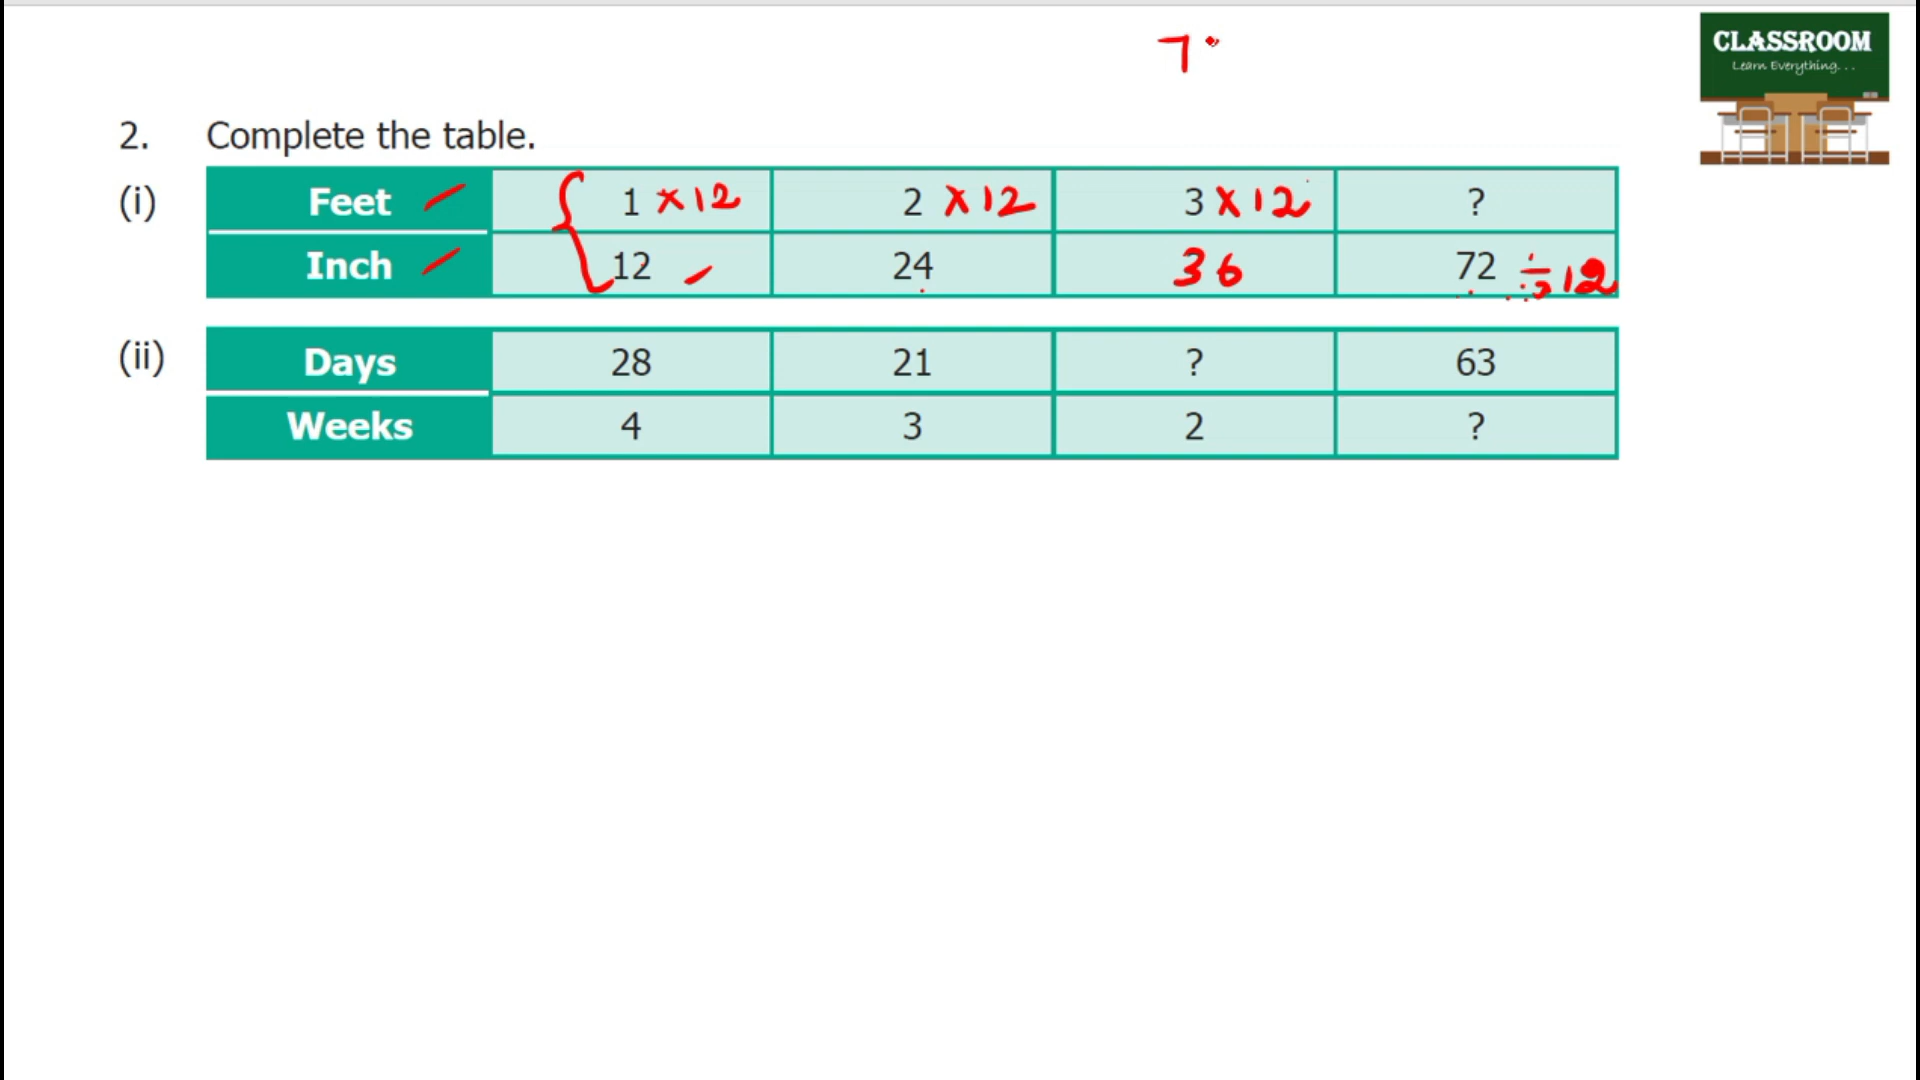 7
CLASSROOM
Learn Everything...
2. Complete the table.
(i) Feet 1 ×12 2 ×12 3 ×12 ?
Inch 12 24 36 72 ÷12
(ii) Days 28 21 ? 63
Weeks 4 3 2 ?